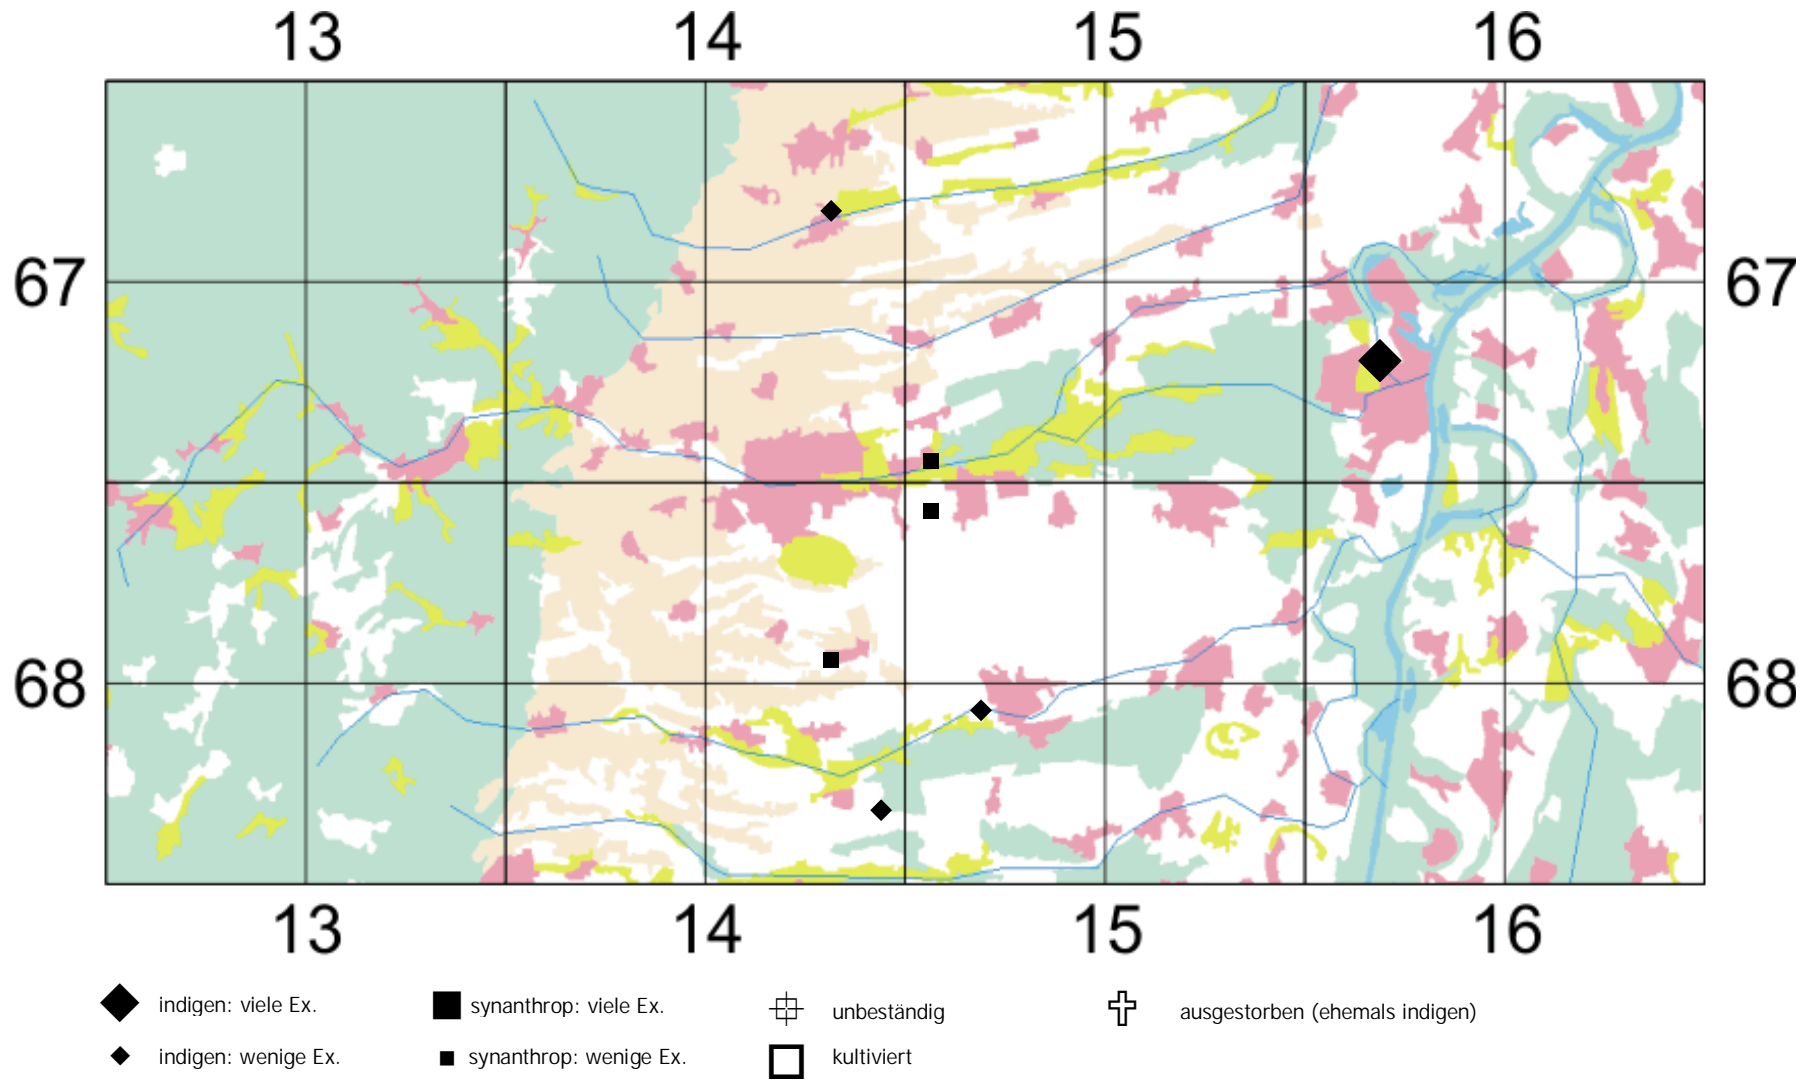 13 14 15 16
67 67
68 68
13 14 15 16
indigen: viele Ex. synanthrop: viele Ex. unbeständig ausgestorben (ehemals indigen)
indigen: wenige Ex. synanthrop: wenige Ex. kultiviert